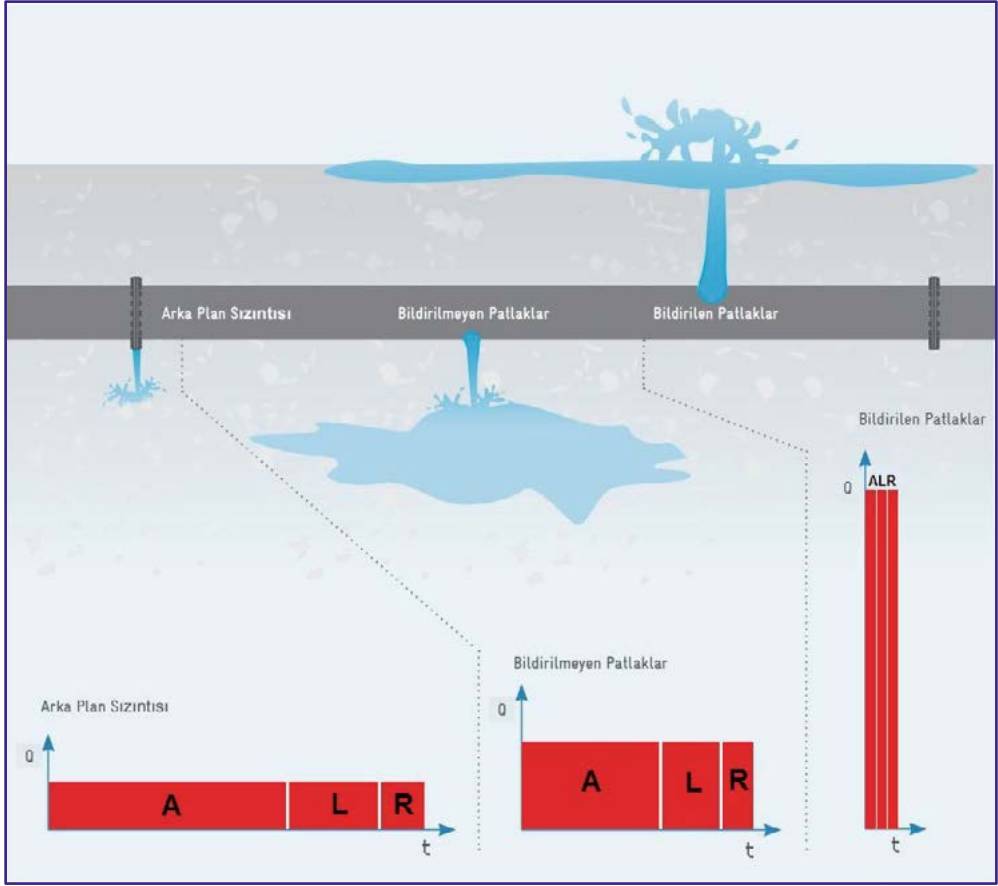 Arka Plan Sızıntısı
Bildirilmeyen Patlaklar
Bildirilen Patlaklar
Bildirilen Patlaklar
Q
ALR
t
Bildirilmeyen Patlaklar
Q
A
L
R
t
Arka Plan Sızıntısı
Q
A
L
R
t